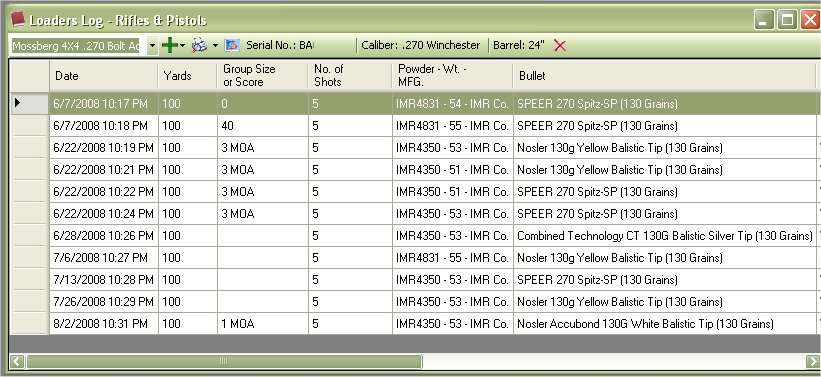 Loaders Log - Rifles & Pistols
Mossberg 4X4 .270 Bolt Ac Serial No.: BA Caliber: .270 Winchester Barrel: 24"
Date Yards Group Size or Score No. of Shots Powder - Wt. - MFG. Bullet
6/7/2008 10:17 PM 100 0 5 IMR4831 - 54 - IMR Co. SPEER 270 Spitz-SP (130 Grains)
6/7/2008 10:18 PM 100 40 5 IMR4831 - 55 - IMR Co. SPEER 270 Spitz-SP (130 Grains)
6/22/2008 10:19 PM 100 3 MOA 5 IMR4350 - 53 - IMR Co. Nosler 130g Yellow Balistic Tip (130 Grains)
6/22/2008 10:21 PM 100 3 MOA 5 IMR4350 - 51 - IMR Co. Nosler 130g Yellow Balistic Tip (130 Grains)
6/22/2008 10:22 PM 100 3 MOA 5 IMR4350 - 51 - IMR Co. SPEER 270 Spitz-SP (130 Grains)
6/22/2008 10:24 PM 100 3 MOA 5 IMR4350 - 53 - IMR Co. SPEER 270 Spitz-SP (130 Grains)
6/28/2008 10:26 PM 100 5 IMR4350 - 53 - IMR Co. Combined Technology CT 130G Balistic Silver Tip (130 Grains)
7/6/2008 10:27 PM 100 5 IMR4831 - 55 - IMR Co. Nosler 130g Yellow Balistic Tip (130 Grains)
7/13/2008 10:28 PM 100 5 IMR4350 - 53 - IMR Co. SPEER 270 Spitz-SP (130 Grains)
7/26/2008 10:29 PM 100 5 IMR4350 - 53 - IMR Co. Nosler 130g Yellow Balistic Tip (130 Grains)
8/2/2008 10:31 PM 100 1 MOA 5 IMR4350 - 53 - IMR Co. Nosler Accubond 130G White Balistic Tip (130 Grains)